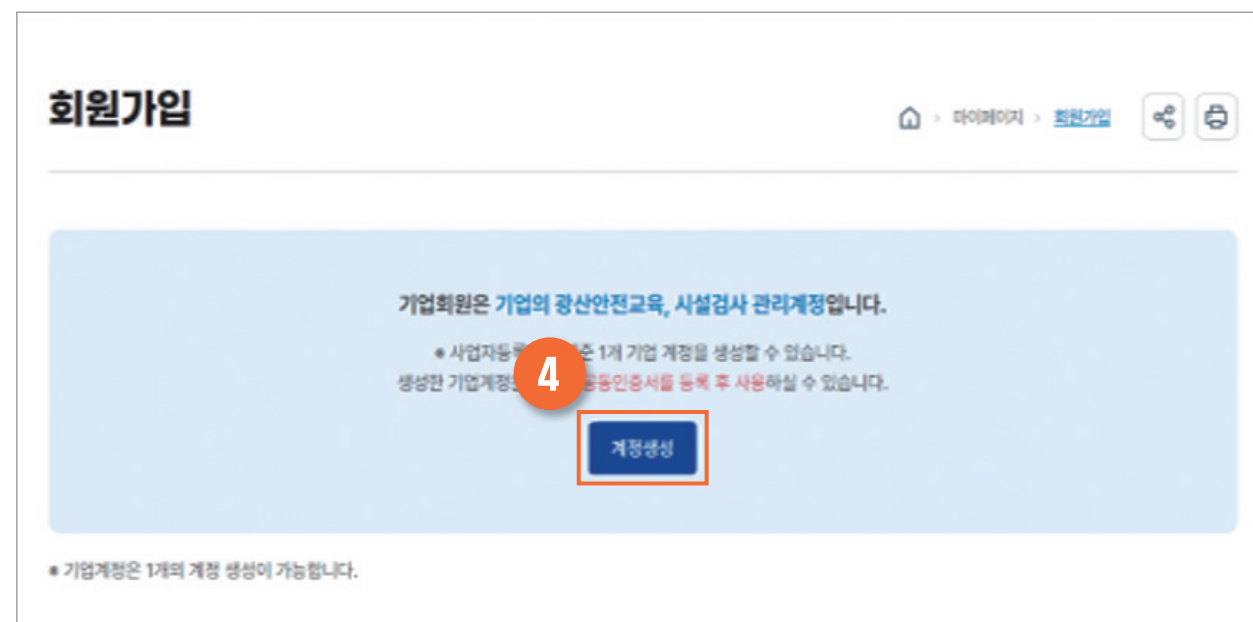 회원가입
마이페이지 > 회원가입
기업회원은 기업의 광산안전교육, 시설검사 관리계정입니다.
※ 사업자등 1개 기업 계정을 생성할 수 있습니다.
생성한 기업계정 공동인증서를 등록 후 사용하실 수 있습니다.
4
계정생성
※ 기업계정은 1개의 계정 생성이 가능합니다.